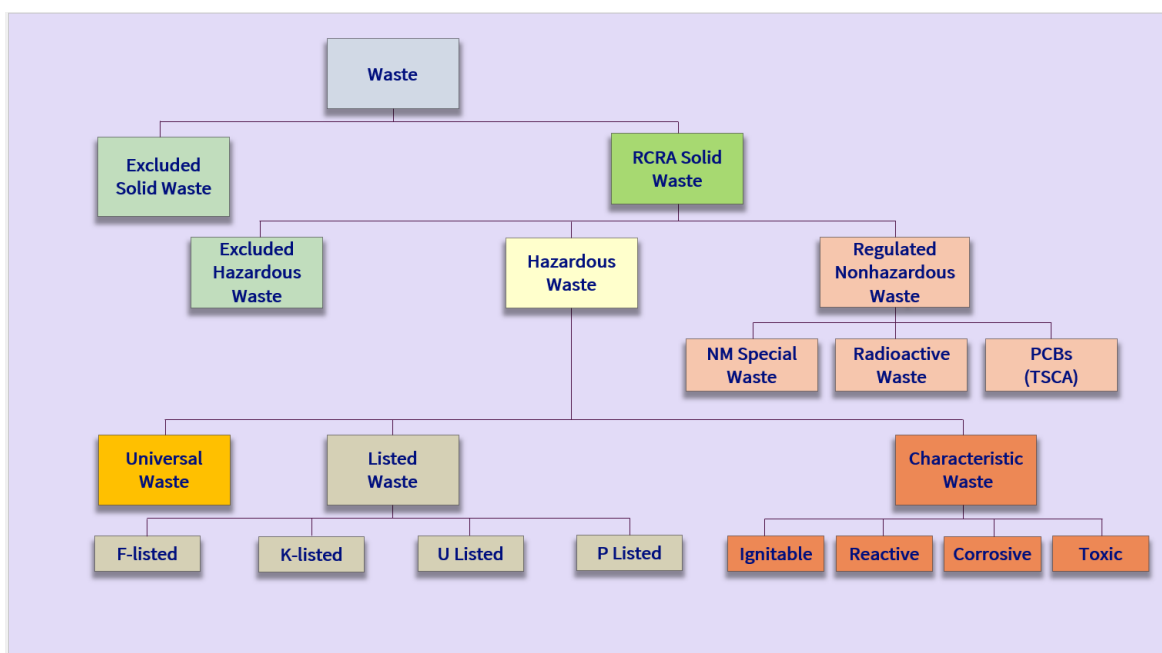 Waste
Excluded
Solid Waste
RCRA Solid
Waste
Excluded
Hazardous
Waste
Hazardous
Waste
Regulated
Nonhazardous
Waste
NM Special
Waste
Radioactive
Waste
PCBs
(TSCA)
Universal
Waste
Listed
Waste
Characteristic
Waste
F-listed
K-listed
U Listed
P Listed
Ignitable
Reactive
Corrosive
Toxic